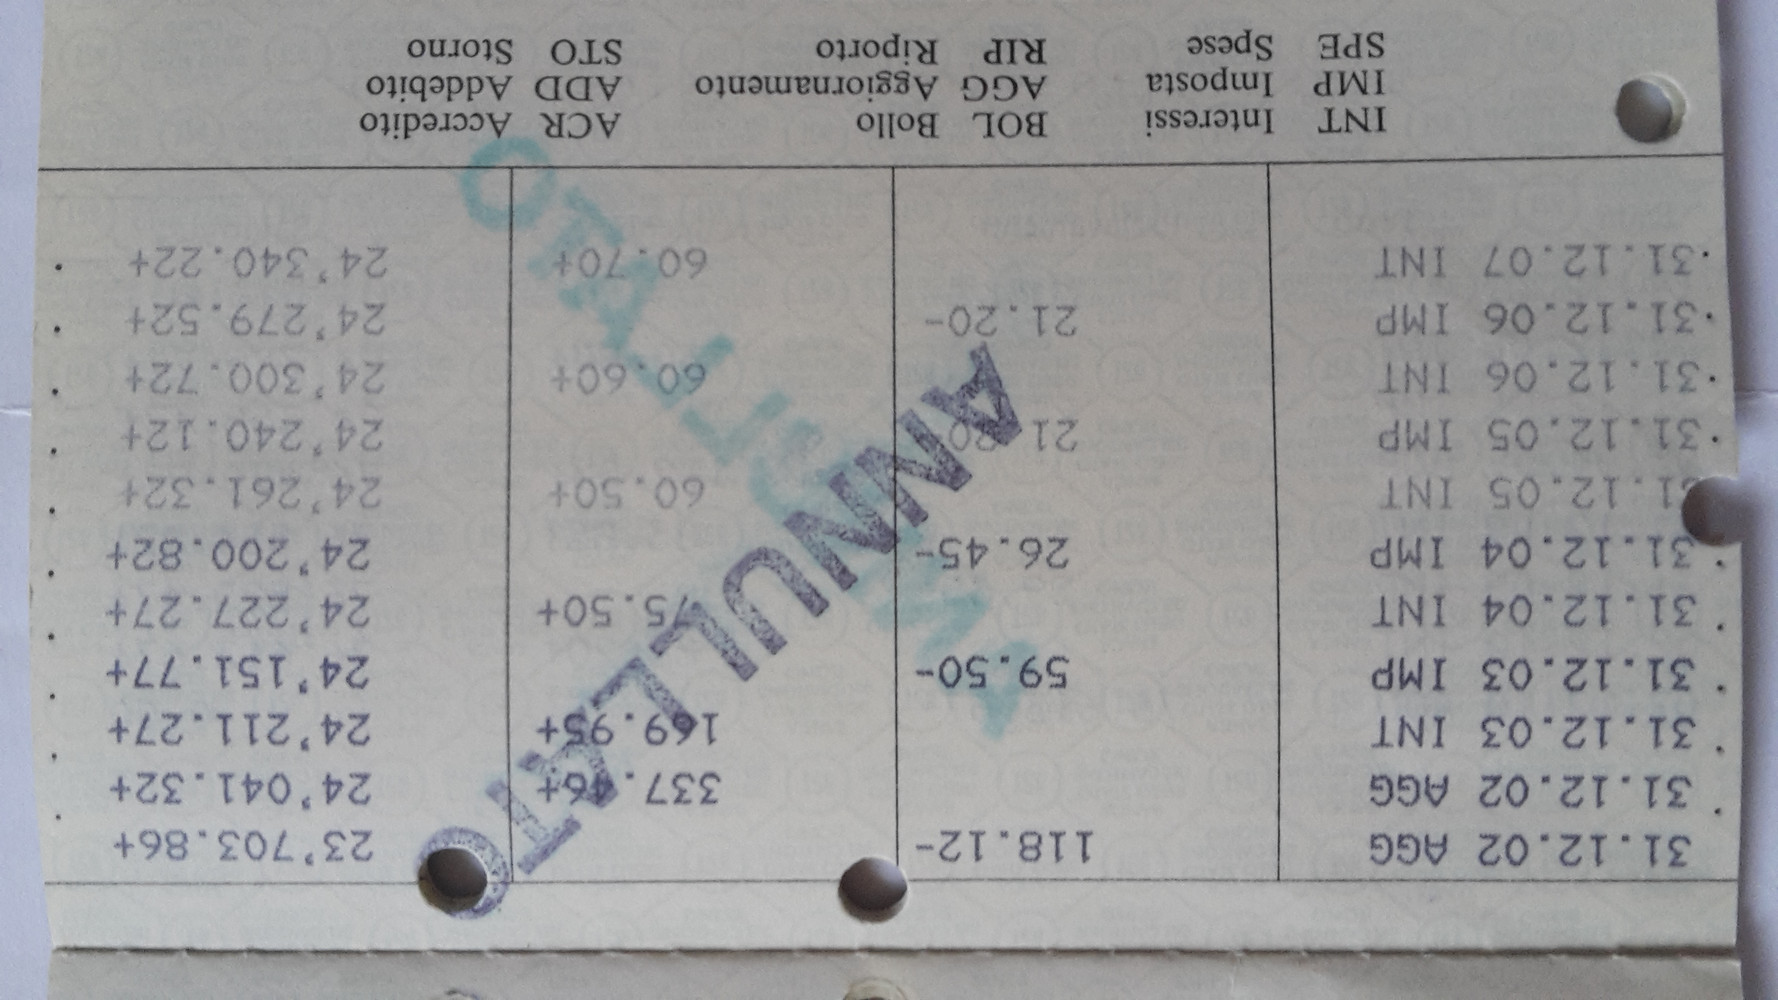 31.12.02 AGG 118.12- 23'703.86+
31.12.02 AGG 337.46+ 24'041.32+
31.12.03 INT 169.95+ 24'211.27+
31.12.03 IMP 59.50- 24'151.77+
31.12.04 INT 75.50+ 24'227.27+
31.12.04 IMP 26.45- 24'200.82+
31.12.05 INT 60.50+ 24'261.32+
31.12.05 IMP 21.20- 24'240.12+
31.12.06 INT 60.60+ 24'300.72+
31.12.06 IMP 21.20- 24'279.52+
31.12.07 INT 60.70+ 24'340.22+
ANNULLATO
ANNULLATO
INT Interessi BOL Bollo ACR Accredito
IMP Imposta AGG Aggiornamento ADD Addebito
SPE Spese RIP Riporto STO Storno